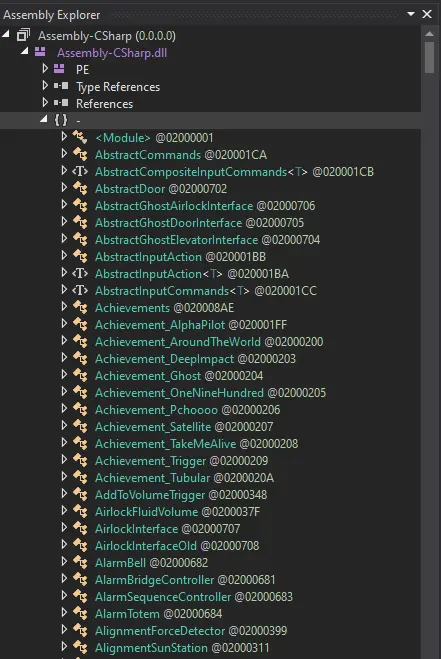 Assembly Explorer
Assembly-CSharp (0.0.0.0)
Assembly-CSharp.dll
PE
Type References
References
{ } -
<Module> @02000001
AbstractCommands @020001CA
AbstractCompositeInputCommands<T> @020001CB
AbstractDoor @02000702
AbstractGhostAirlockInterface @02000706
AbstractGhostDoorInterface @02000705
AbstractGhostElevatorInterface @02000704
AbstractInputAction @020001BB
AbstractInputAction<T> @020001BA
AbstractInputCommands<T> @020001CC
Achievements @020008AE
Achievement_AlphaPilot @020001FF
Achievement_AroundTheWorld @02000200
Achievement_DeepImpact @02000203
Achievement_Ghost @02000204
Achievement_OneNineHundred @02000205
Achievement_Pchoooo @02000206
Achievement_Satellite @02000207
Achievement_TakeMeAlive @02000208
Achievement_Trigger @02000209
Achievement_Tubular @0200020A
AddToVolumeTrigger @02000348
AirlockFluidVolume @0200037F
AirlockInterface @02000707
AirlockInterfaceOld @02000708
AlarmBell @02000682
AlarmBridgeController @02000681
AlarmSequenceController @02000683
AlarmTotem @02000684
AlignmentForceDetector @02000399
AlignmentSunStation @02000311